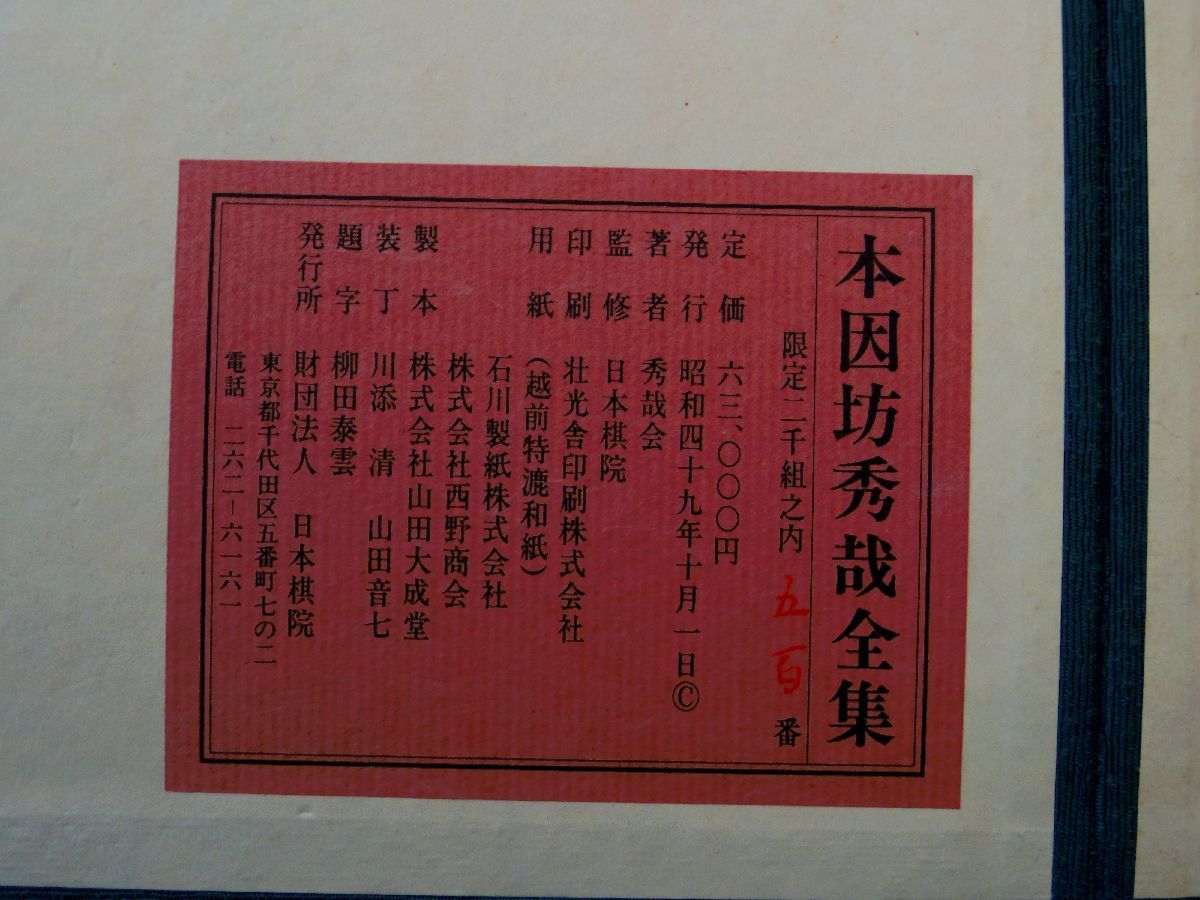 本因坊秀哉全集
限定二千組之内 五百番
定価 六三、〇〇〇円
発行 昭和四十九年十月一日©
著者 秀哉会
監修 日本棋院
印刷 壮光舎印刷株式会社
用紙 (越前特漉和紙)
石川製紙株式会社
株式会社西野商会
製本 株式会社山田大成堂
装丁 川添清 山田音七
題字 柳田泰雲
発行所 財団法人 日本棋院
東京都千代田区五番町七の二
電話 二六二－六一六一